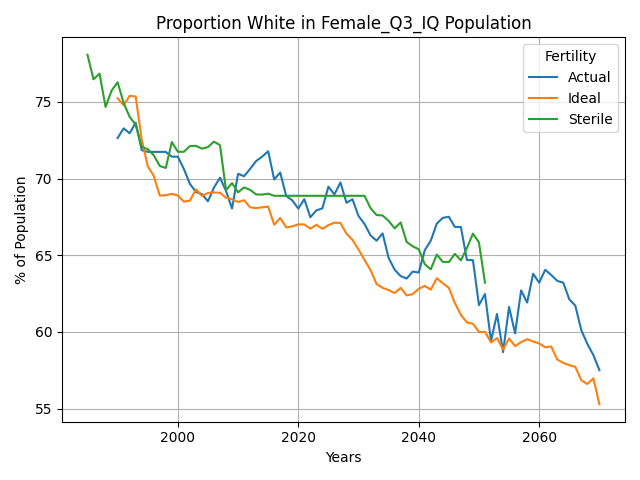 Proportion White in Female_Q3_IQ Population
Fertility
Actual
Ideal
Sterile
% of Population
75
70
65
60
55
2000
2020
2040
2060
Years